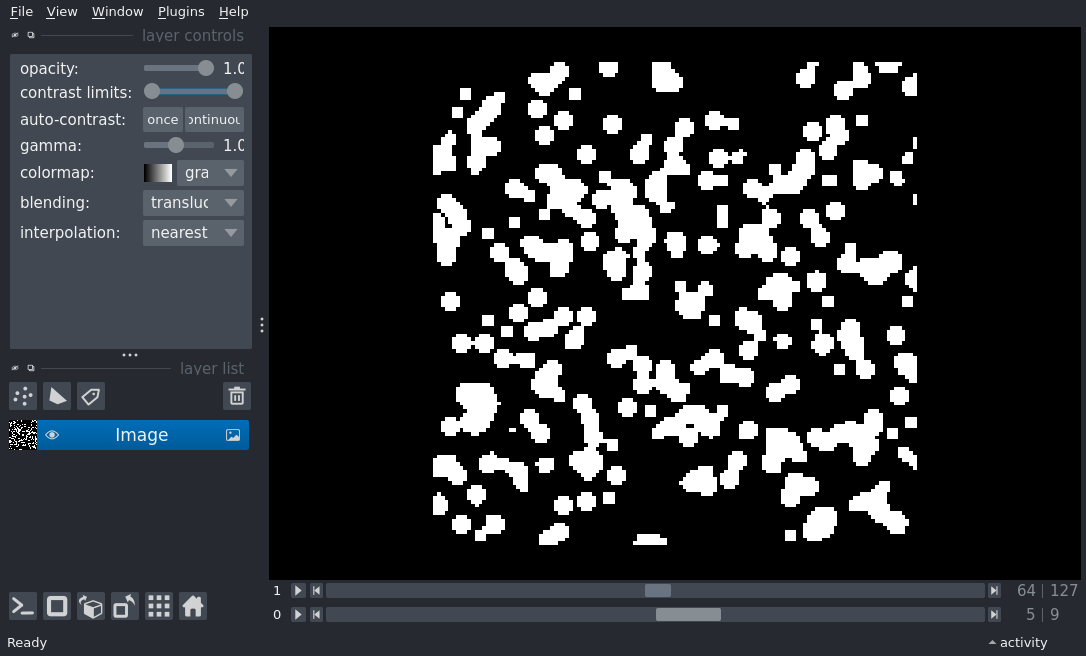 File View Window Plugins Help
layer controls
opacity: 1.0
contrast limits:
auto-contrast: once ontinuou
gamma: 1.0
colormap: gra
blending: transluc
interpolation: nearest
layer list
Image
1 64 | 127
0 5 | 9
Ready activity